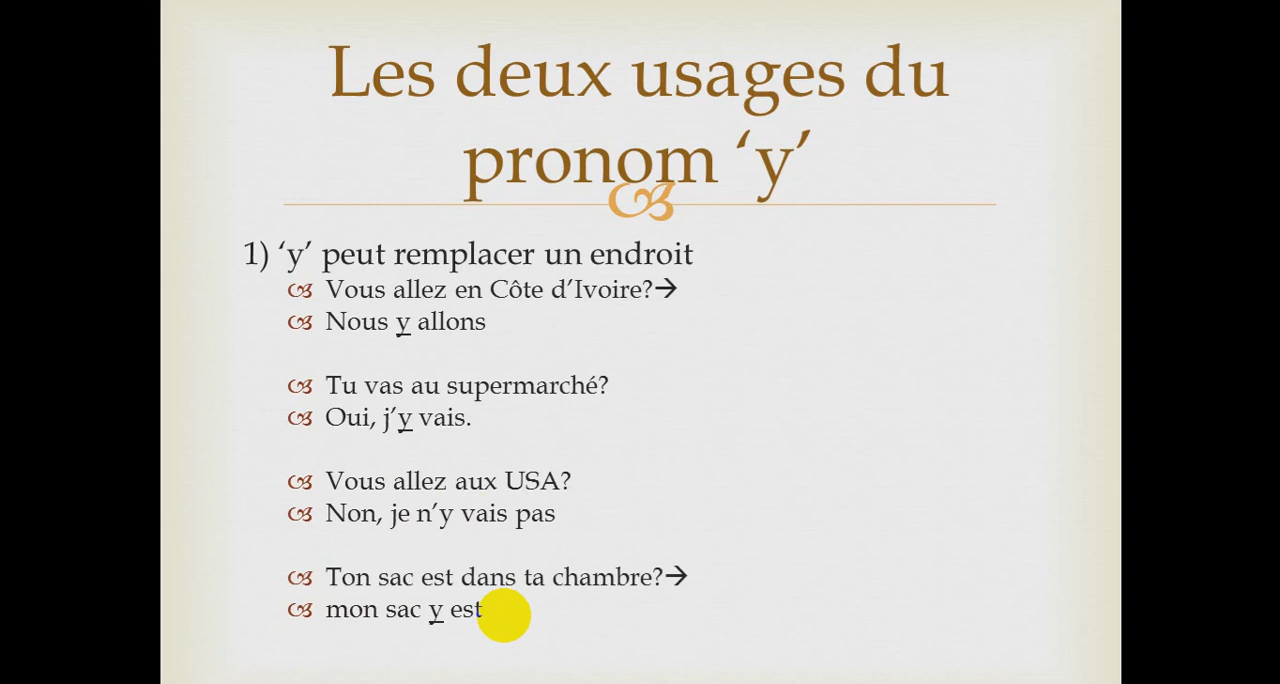 Les deux usages du
pronom ‘y’
1) ‘y’ peut remplacer un endroit
Vous allez en Côte d’Ivoire?→
Nous y allons
Tu vas au supermarché?
Oui, j’y vais.
Vous allez aux USA?
Non, je n’y vais pas
Ton sac est dans ta chambre?→
mon sac y est